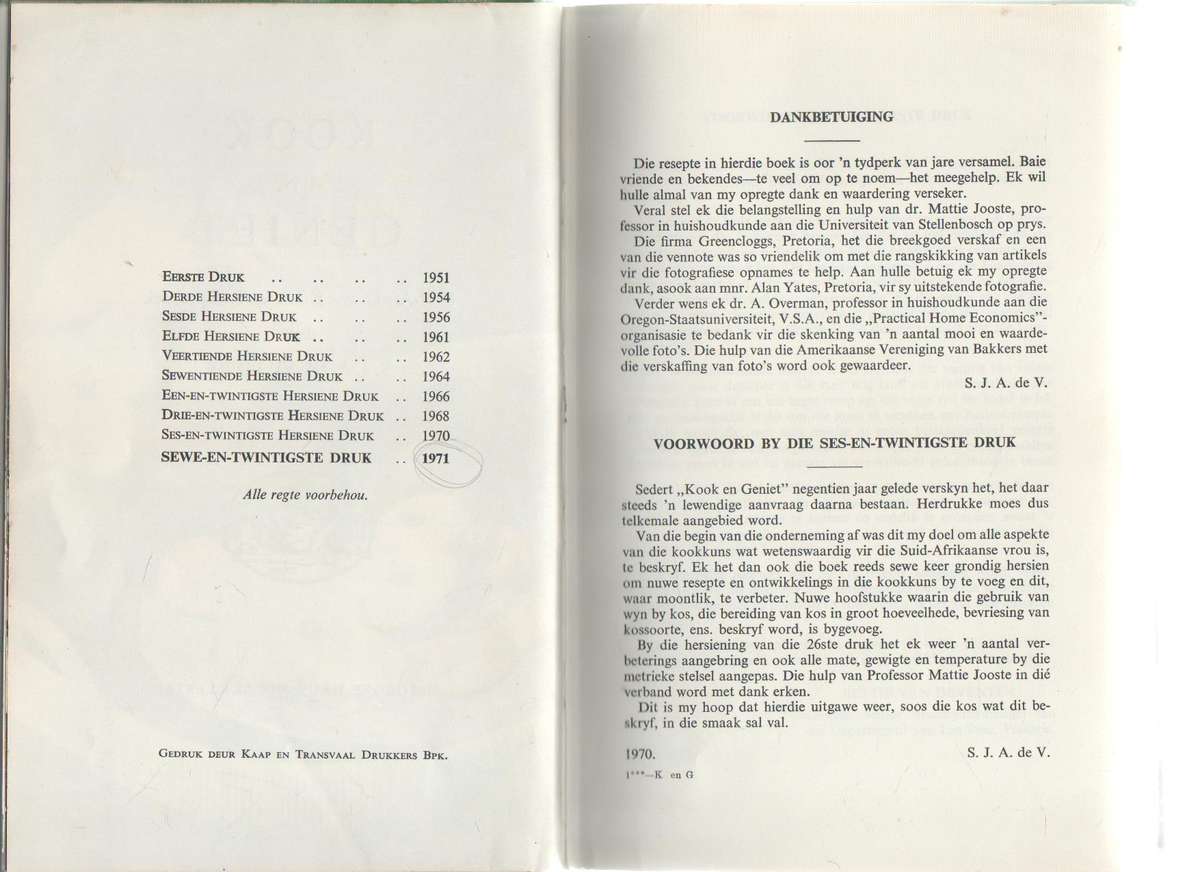 EERSTE DRUK .. .. .. .. 1951
DERDE HERSIENE DRUK .. .. .. 1954
SESDE HERSIENE DRUK .. .. .. 1956
ELFDE HERSIENE DRUK .. .. .. 1961
VEERTIENDE HERSIENE DRUK .. .. 1962
SEWENTIENDE HERSIENE DRUK .. .. 1964
EEN-EN-TWINTIGSTE HERSIENE DRUK .. 1966
DRIE-EN-TWINTIGSTE HERSIENE DRUK .. 1968
SES-EN-TWINTIGSTE HERSIENE DRUK .. 1970
SEWE-EN-TWINTIGSTE DRUK .. 1971
Alle regte voorbehou.
GEDRUK DEUR KAAP EN TRANSVAAL DRUKKERS BPK.
DANKBETUIGING
Die resepte in hierdie boek is oor 'n tydperk van jare versamel. Baie
vriende en bekendes—te veel om op te noem—het meegehelp. Ek wil
hulle almal van my opregte dank en waardering verseker.
Veral stel ek die belangstelling en hulp van dr. Mattie Jooste, pro-
fessor in huishoudkunde aan die Universiteit van Stellenbosch op prys.
Die firma Greencloggs, Pretoria, het die breekgoed verskaf en een
van die vennote was so vriendelik om met die rangskikking van artikels
vir die fotografiese opnames te help. Aan hulle betuig ek my opregte
dank, asook aan mnr. Alan Yates, Pretoria, vir sy uitstekende fotografie.
Verder wens ek dr. A. Overman, professor in huishoudkunde aan die
Oregon-Staatsuniversiteit, V.S.A., en die „Practical Home Economics”-
organisasie te bedank vir die skenking van 'n aantal mooi en waarde-
volle foto's. Die hulp van die Amerikaanse Vereniging van Bakkers met
die verskaffing van foto's word ook gewaardeer.
S. J. A. de V.
VOORWOORD BY DIE SES-EN-TWINTIGSTE DRUK
Sedert „Kook en Geniet” negentien jaar gelede verskyn het, het daar
steeds 'n lewendige aanvraag daarna bestaan. Herdrukke moes dus
telkemale aangebied word.
Van die begin van die onderneming af was dit my doel om alle aspekte
van die kookkuns wat wetenswaardig vir die Suid-Afrikaanse vrou is,
te beskryf. Ek het dan ook die boek reeds sewe keer grondig hersien
om nuwe resepte en ontwikkelings in die kookkuns by te voeg en dit,
waar moontlik, te verbeter. Nuwe hoofstukke waarin die gebruik van
wyn by kos, die bereiding van kos in groot hoeveelhede, bevriesing van
kossoorte, ens. beskryf word, is bygevoeg.
By die hersiening van die 26ste druk het ek weer 'n aantal ver-
beterings aangebring en ook alle mate, gewigte en temperature by die
metrieke stelsel aangepas. Die hulp van Professor Mattie Jooste in dié
verband word met dank erken.
Dit is my hoop dat hierdie uitgawe weer, soos die kos wat dit be-
skryf, in die smaak sal val.
1970. S. J. A. de V.
1***—K en G